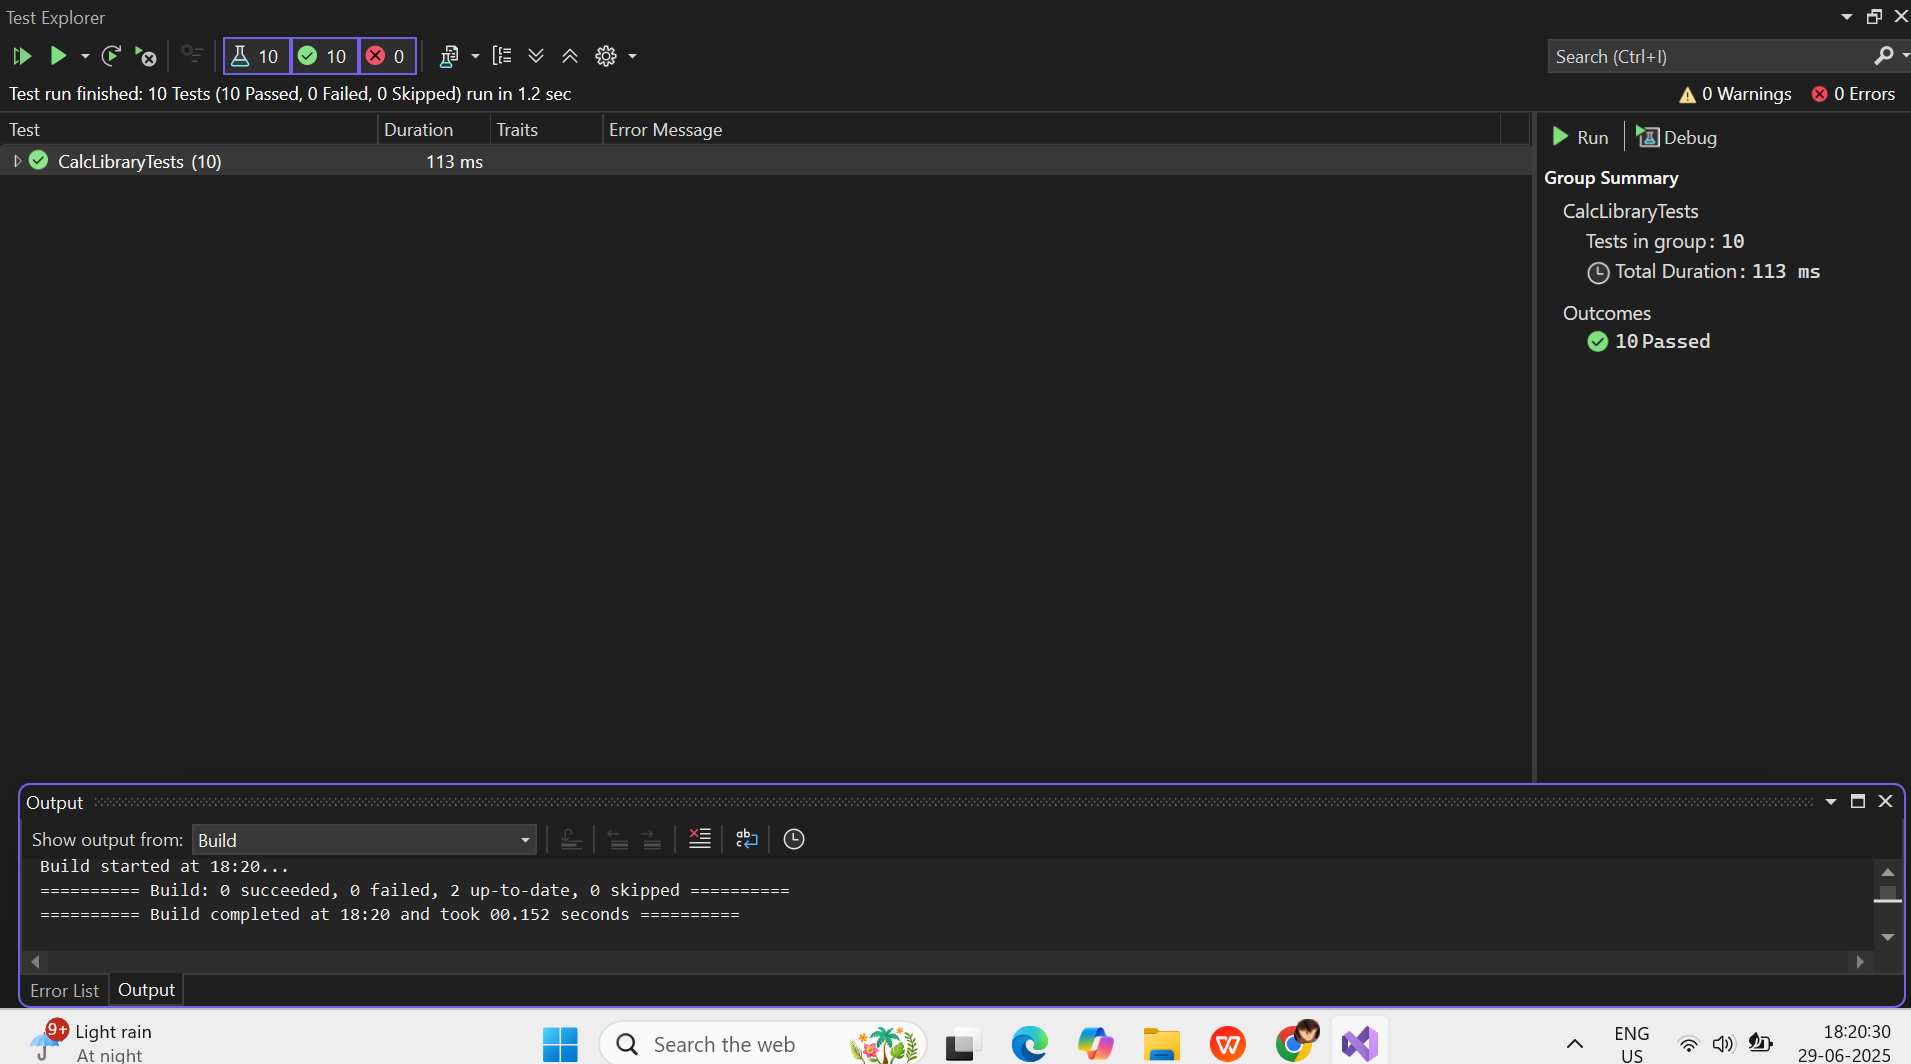 Test Explorer
10 10 0
Search (Ctrl+I)
Test run finished: 10 Tests (10 Passed, 0 Failed, 0 Skipped) run in 1.2 sec
0 Warnings 0 Errors
Test Duration Traits Error Message
CalcLibraryTests (10) 113 ms
Run Debug
Group Summary
CalcLibraryTests
Tests in group: 10
Total Duration: 113 ms
Outcomes
10 Passed
Output
Show output from: Build
Build started at 18:20...
========== Build: 0 succeeded, 0 failed, 2 up-to-date, 0 skipped ==========
========== Build completed at 18:20 and took 00.152 seconds ==========
Error List Output
9+ Light rain
At night
Search the web
ENG
US
18:20:30
29-06-2025